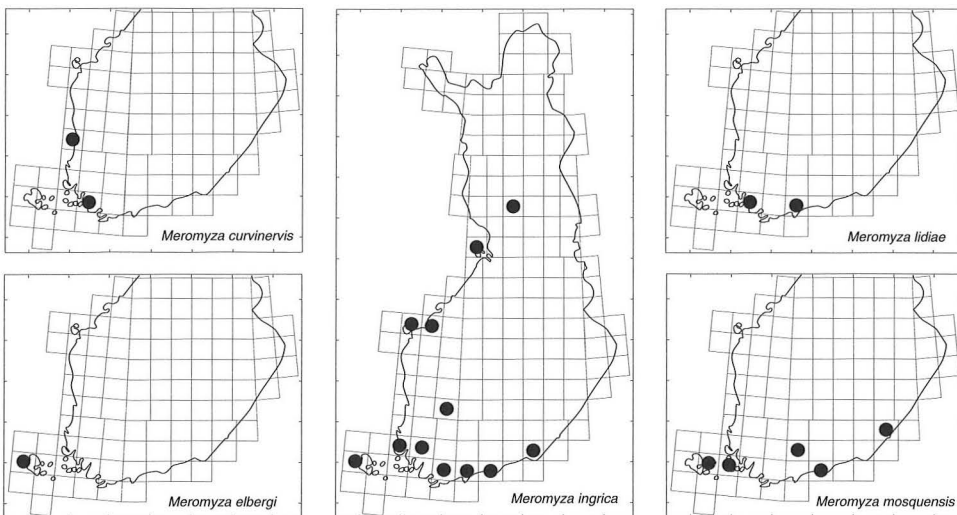 Meromyza curvinervis
Meromyza elbergi
Meromyza ingrica
Meromyza lidiae
Meromyza mosquensis